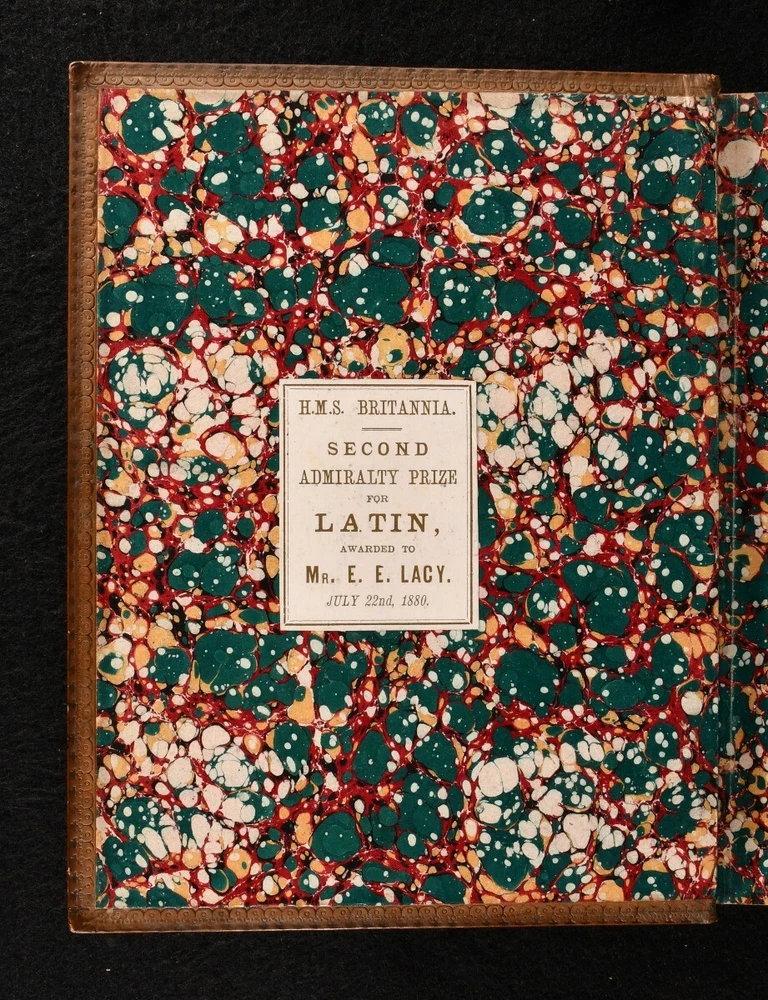 H.M.S. BRITANNIA.
SECOND
ADMIRALTY PRIZE
FOR
LATIN,
AWARDED TO
MR. E. E. LACY.
JULY 22nd, 1880.